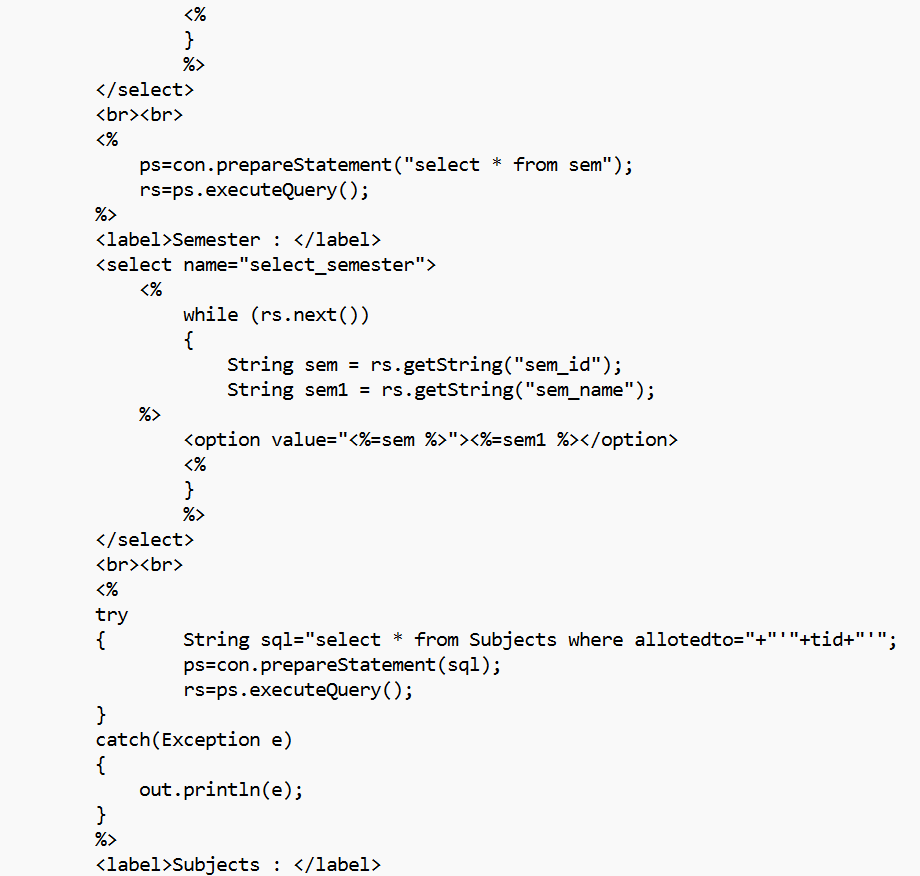 <%
}
%>
</select>
<br><br>
<%
ps=con.prepareStatement("select * from sem");
rs=ps.executeQuery();
%>
<label>Semester : </label>
<select name="select_semester">
<%
while (rs.next())
{
String sem = rs.getString("sem_id");
String sem1 = rs.getString("sem_name");
%>
<option value="<%=sem %>"><%=sem1 %></option>
<%
}
%>
</select>
<br><br>
<%
try
{ String sql="select * from Subjects where allotedto="+"'"+tid+"'";
ps=con.prepareStatement(sql);
rs=ps.executeQuery();
}
catch(Exception e)
{
out.println(e);
}
%>
<label>Subjects : </label>